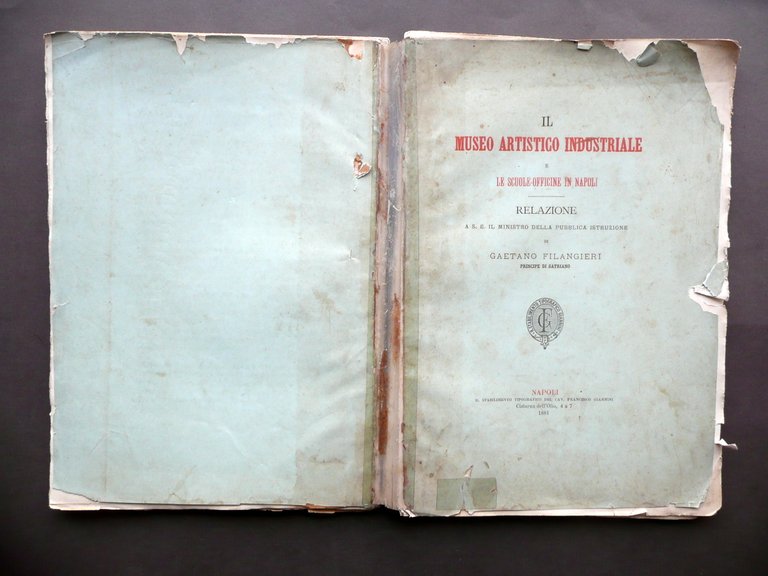 IL
MUSEO ARTISTICO INDUSTRIALE
E
LE SCUOLE-OFFICINE IN NAPOLI
RELAZIONE
A S. E. IL MINISTRO DELLA PUBBLICA ISTRUZIONE
DI
GAETANO FILANGIERI
PRINCIPE DI SATRIANO
NAPOLI
R. STABILIMENTO TIPOGRAFICO DEL CAV. FRANCESCO GIANNINI
Cisterna dell'Olio, 4 a 7
1881